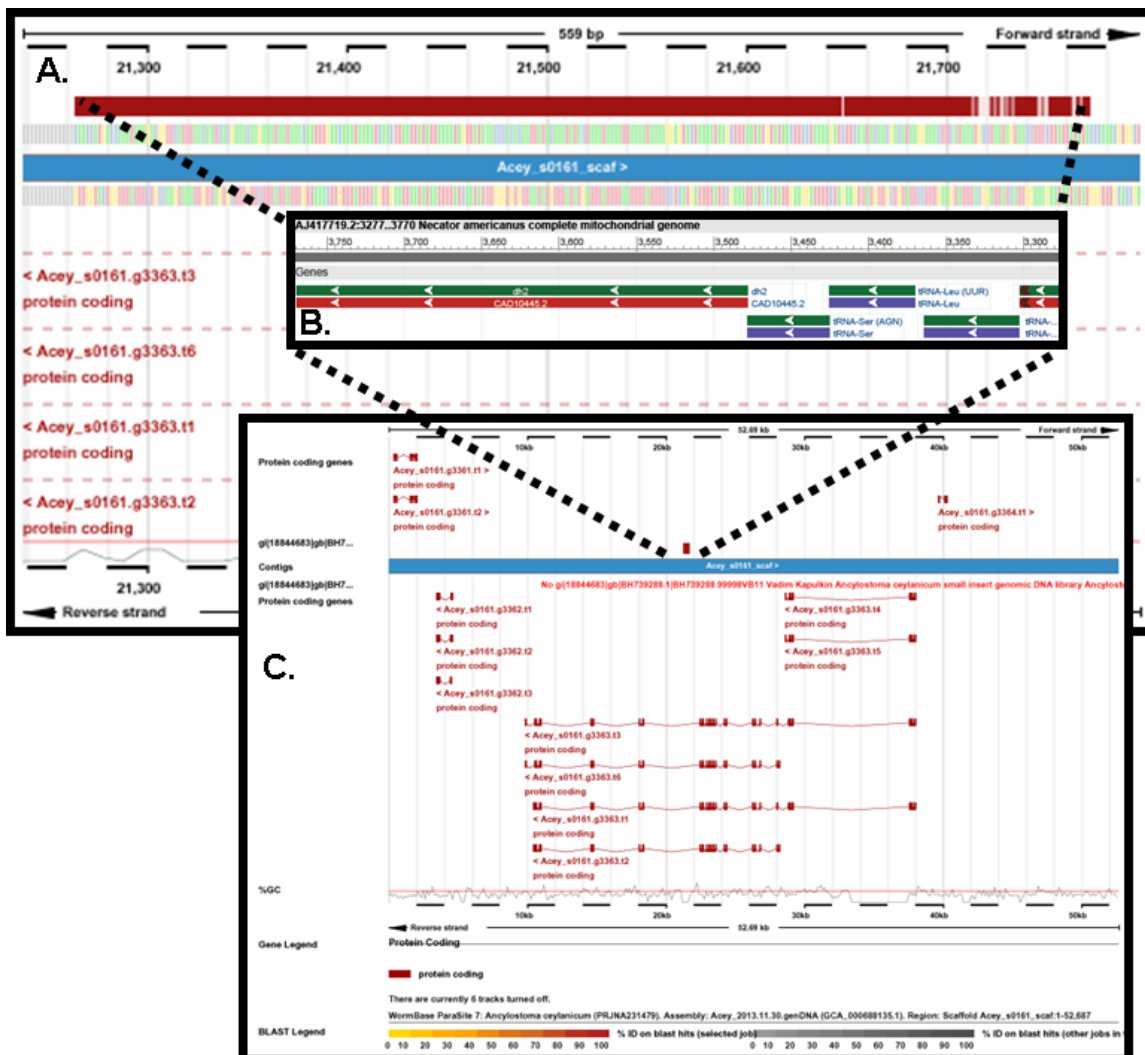 A.
559 bp
Forward strand
21,300 21,400 21,500 21,600 21,700
Acey_s0161_scaf >
< Acey_s0161.g3363.t3
protein coding
< Acey_s0161.g3363.t6
protein coding
< Acey_s0161.g3363.t1
protein coding
< Acey_s0161.g3363.t2
protein coding
21,300
Reverse strand
AJ417719.2:3277..3770 Necator americanus complete mitochondrial genome
3,750 3,700 3,650 3,600 3,550 3,500 3,450 3,400 3,350 3,300
Genes
dh2 dh2 tRNA-Leu (UUR)
CAD10445.2 CAD10445.2 tRNA-Leu
B.
tRNA-Ser (AGN) tRNA-...
tRNA-Ser tRNA-...
C.
52.69 kb Forward strand
10kb 20kb 30kb 40kb 50kb
Protein coding genes
Acey_s0161.g3361.t1 >
protein coding
Acey_s0161.g3361.t2 > Acey_s0161.g3364.t1 >
protein coding protein coding
gi|18844683|gb|BH7...
Contigs Acey_s0161_scaf >
gi|18844683|gb|BH7... No gi|18844683|gb|BH739288.1|BH739288 99998VB11 Vadim Kapulkin Ancylostoma ceylanicum small insert genomic DNA library Ancylost
Protein coding genes
< Acey_s0161.g3362.t1 < Acey_s0161.g3363.t4
protein coding protein coding
< Acey_s0161.g3362.t2 < Acey_s0161.g3363.t5
protein coding protein coding
< Acey_s0161.g3362.t3
protein coding
< Acey_s0161.g3363.t3
protein coding
< Acey_s0161.g3363.t6
protein coding
< Acey_s0161.g3363.t1
protein coding
< Acey_s0161.g3363.t2
protein coding
%GC
10kb 20kb 30kb 40kb 50kb
Reverse strand 52.69 kb
Gene Legend Protein Coding
protein coding
There are currently 6 tracks turned off.
WormBase ParaSite 7: Ancylostoma ceylanicum (PRJNA231479). Assembly: Acey_2013.11.30.genDNA (GCA_000688135.1). Region: Scaffold Acey_s0161_scaf:1-52,687
BLAST Legend % ID on blast hits (selected job) % ID on blast hits (other jobs in
0 10 20 30 40 50 60 70 80 90 100 0 10 20 30 40 50 60 70 80 90 100